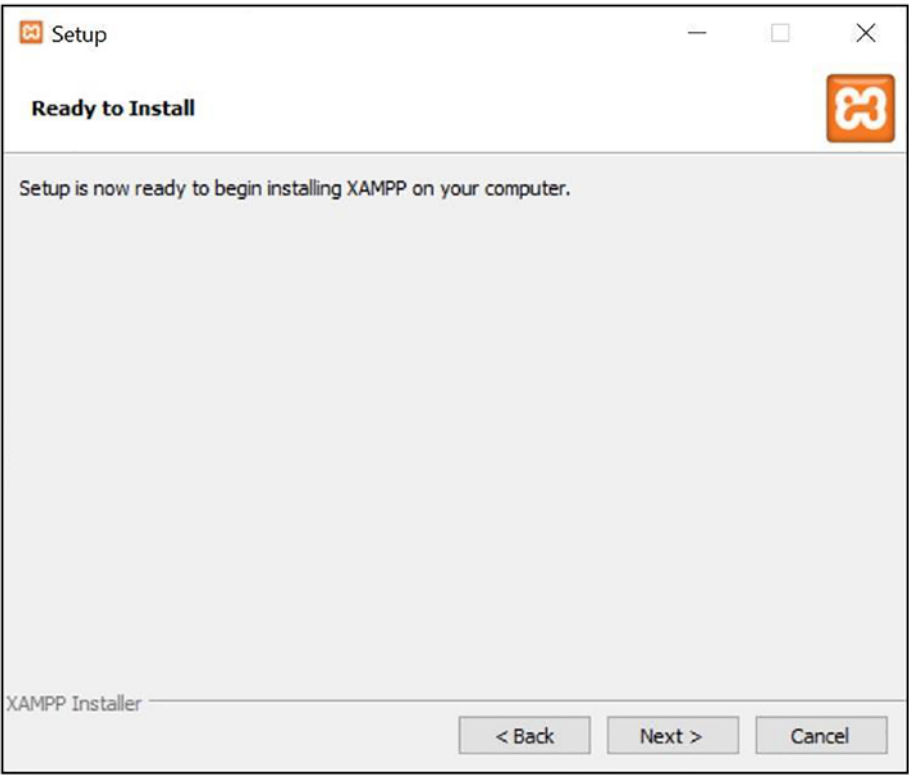 Setup
Ready to Install
Setup is now ready to begin installing XAMPP on your computer.
XAMPP Installer
< Back
Next >
Cancel